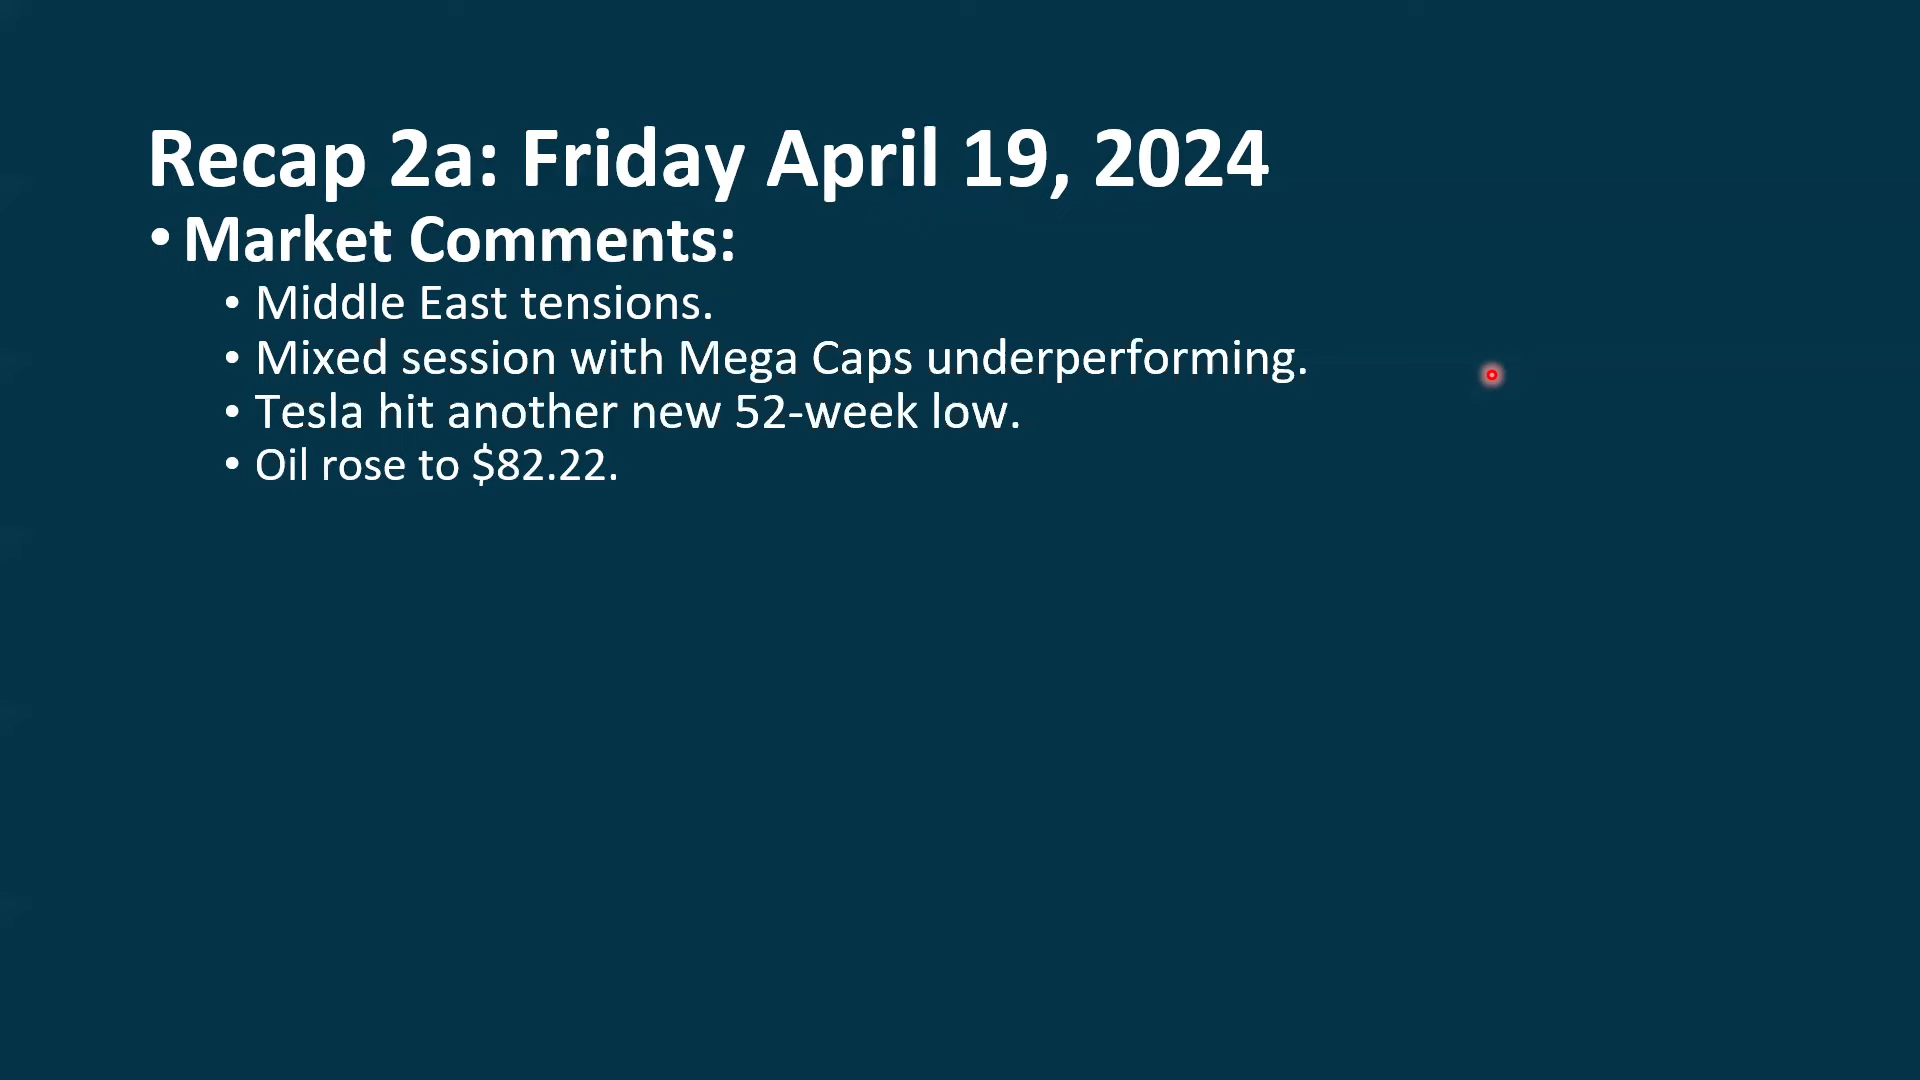 Recap 2a: Friday April 19, 2024
• Market Comments:
• Middle East tensions.
• Mixed session with Mega Caps underperforming.
• Tesla hit another new 52-week low.
• Oil rose to $82.22.